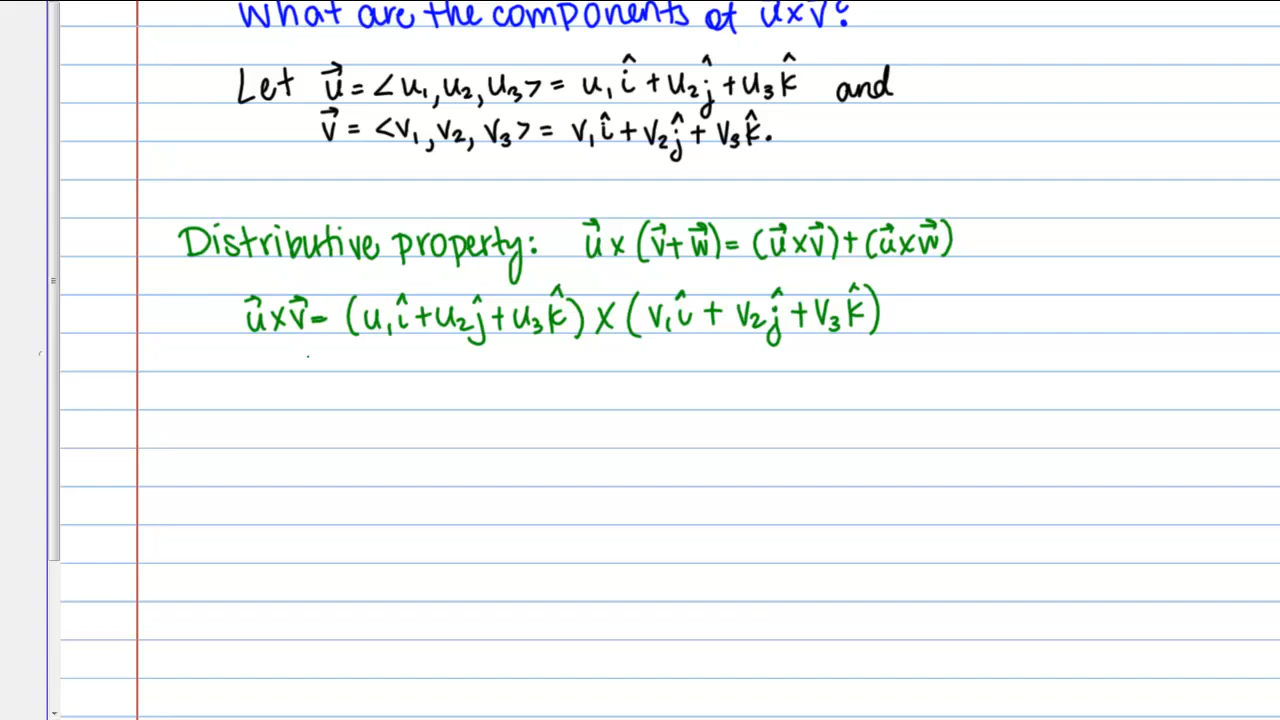 What are the components of u⃗×v⃗?
Let u⃗ = <u₁, u₂, u₃> = u₁î + u₂ĵ + u₃k̂ and
v⃗ = <v₁, v₂, v₃> = v₁î + v₂ĵ + v₃k̂.
Distributive property: u⃗ × (v⃗+w⃗) = (u⃗×v⃗)+(u⃗×w⃗)
u⃗×v⃗ = (u₁î+u₂ĵ+u₃k̂) × (v₁î + v₂ĵ + v₃k̂)